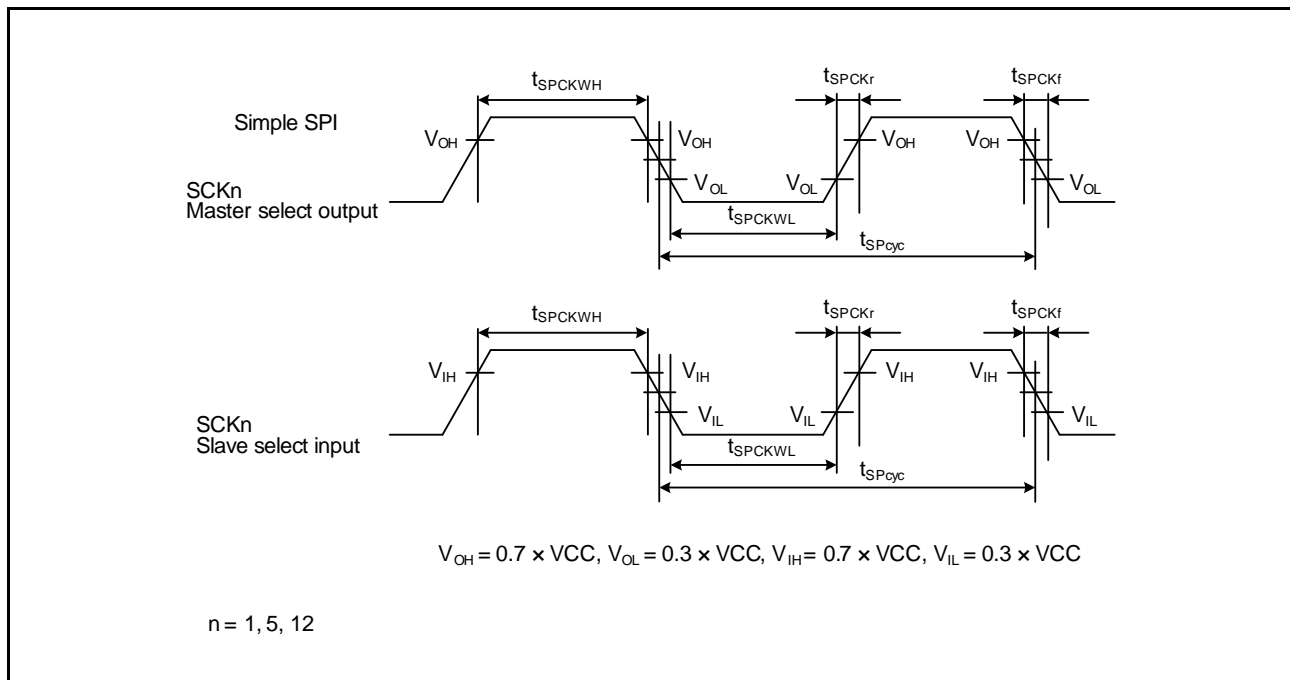 tSPCKWH
tSPCKr
tSPCKf
Simple SPI
VOH
VOH
VOH
VOH
SCKn
Master select output
VOL
VOL
VOL
tSPCKWL
tSPcyc
tSPCKWH
tSPCKr
tSPCKf
VIH
VIH
VIH
VIH
SCKn
Slave select input
VIL
VIL
VIL
tSPCKWL
tSPcyc
VOH = 0.7 × VCC, VOL = 0.3 × VCC, VIH = 0.7 × VCC, VIL = 0.3 × VCC
n = 1, 5, 12